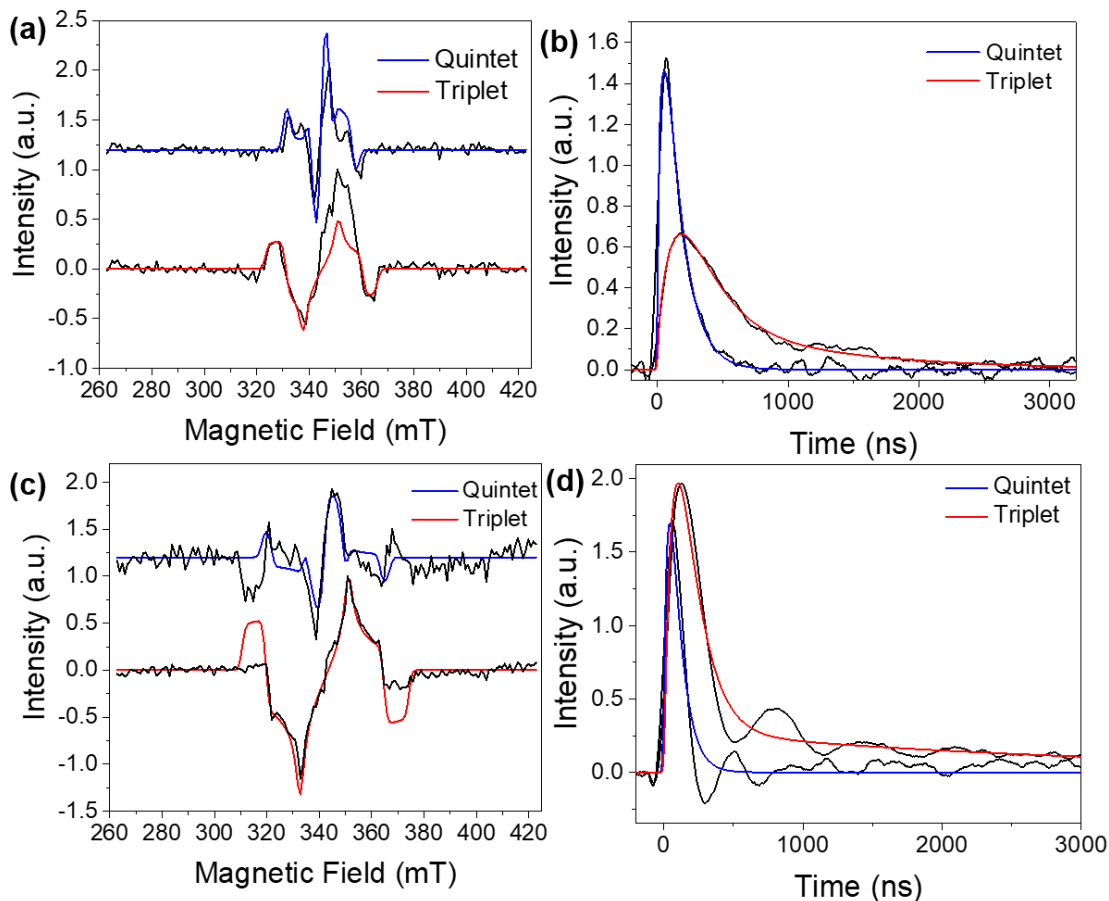 (a)
2.5
2.0
1.5
1.0
0.5
0.0
-0.5
-1.0
Intensity (a.u.)
Quintet
Triplet
260 280 300 320 340 360 380 400 420
Magnetic Field (mT)
(b)
1.6
1.4
1.2
1.0
0.8
0.6
0.4
0.2
0.0
Intensity (a.u.)
Quintet
Triplet
0 1000 2000 3000
Time (ns)
(c)
2.0
1.5
1.0
0.5
0.0
-0.5
-1.0
-1.5
Intensity (a.u.)
Quintet
Triplet
260 280 300 320 340 360 380 400 420
Magnetic Field (mT)
(d)
2.0
1.5
1.0
0.5
0.0
Intensity (a.u.)
Quintet
Triplet
0 1000 2000 3000
Time (ns)